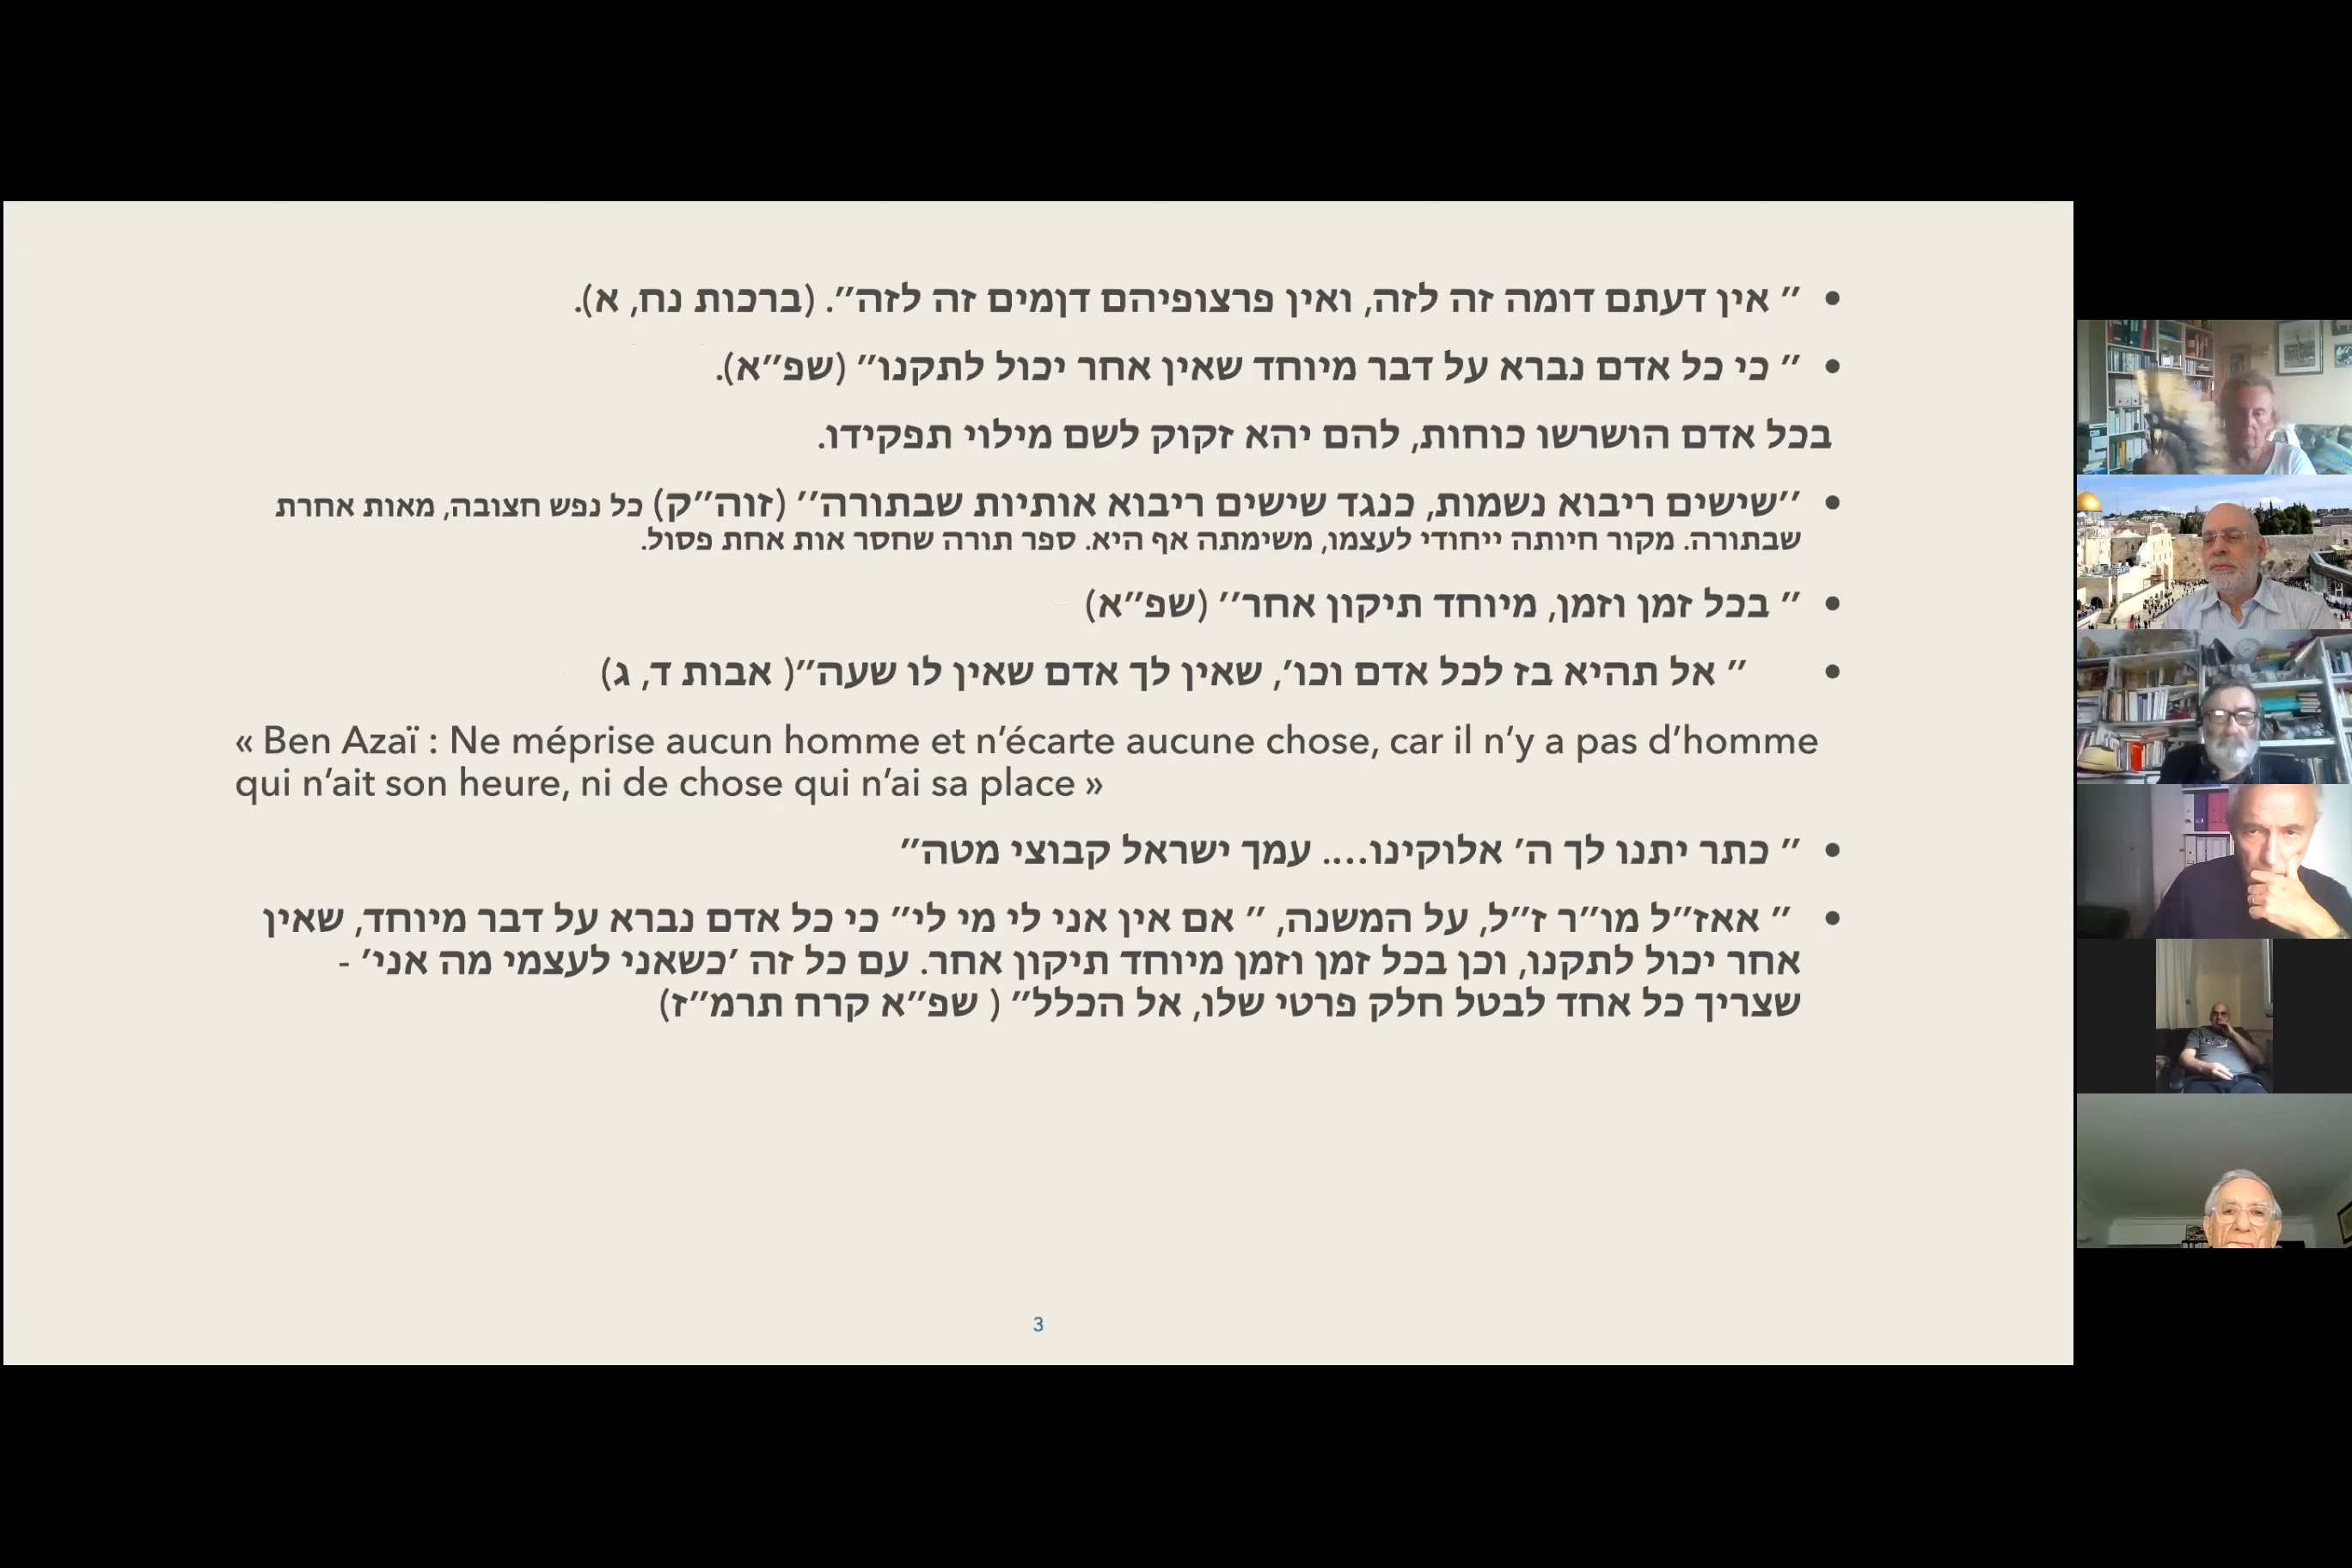 • ״ אין דעתם דומה זה לזה, ואין פרצופיהם דןמים זה לזה״. (ברכות נח, א).
• ״ כי כל אדם נברא על דבר מיוחד שאין אחר יכול לתקנו״ (שפ״א).
בכל אדם הושרשו כוחות, להם יהא זקוק לשם מילוי תפקידו.
• ״שישים ריבוא נשמות, כנגד שישים ריבוא אותיות שבתורה״ (זוה״ק) כל נפש חצובה, מאות אחרת
שבתורה. מקור חיותה ייחודי לעצמו, משימתה אף היא. ספר תורה שחסר אות אחת פסול.
• ״ בכל זמן וזמן, מיוחד תיקון אחר״ (שפ״א)
• ״ אל תהיא בז לכל אדם וכו׳, שאין לך אדם שאין לו שעה״( אבות ד, ג)
« Ben Azaï : Ne méprise aucun homme et n’écarte aucune chose, car il n’y a pas d’homme
qui n’ait son heure, ni de chose qui n’ai sa place »
• ״ כתר יתנו לך ה׳ אלוקינו.... עמך ישראל קבוצי מטה״
• ״ אאז״ל מו״ר ז״ל, על המשנה, ״ אם אין אני לי מי לי״ כי כל אדם נברא על דבר מיוחד, שאין
אחר יכול לתקנו, וכן בכל זמן וזמן מיוחד תיקון אחר. עם כל זה ׳כשאני לעצמי מה אני׳ -
שצריך כל אחד לבטל חלק פרטי שלו, אל הכלל״ ( שפ״א קרח תרמ״ז)
3